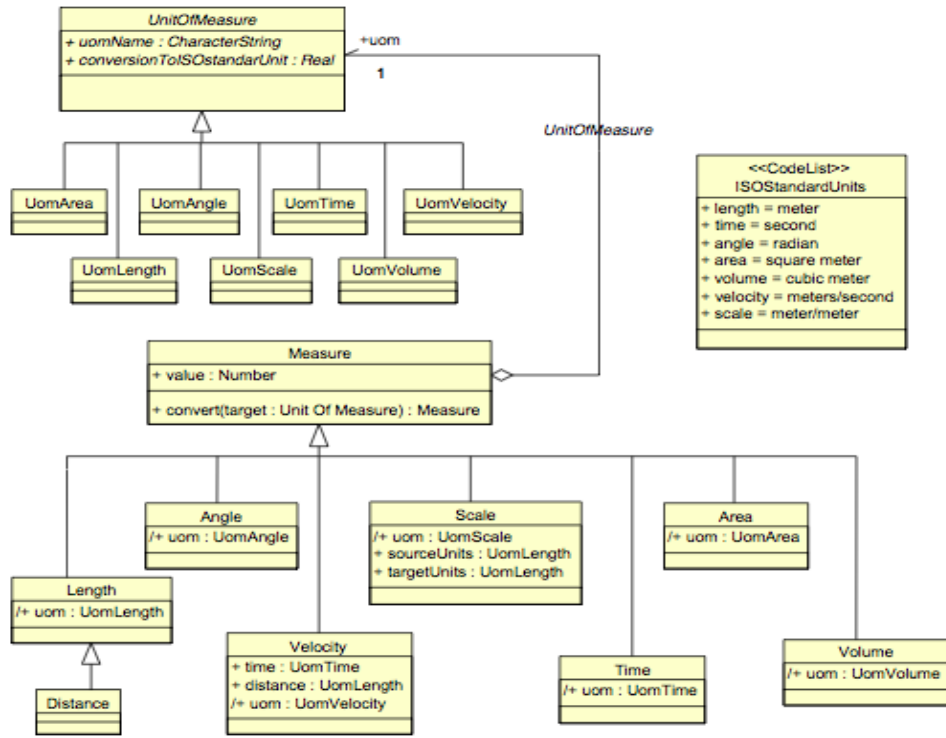 UnitOfMeasure
+ uomName : CharacterString
+ conversionToISOstandarUnit : Real
+uom
1
UnitOfMeasure
UomArea
UomAngle
UomTime
UomVelocity
UomLength
UomScale
UomVolume
<<CodeList>>
ISOStandardUnits
+ length = meter
+ time = second
+ angle = radian
+ area = square meter
+ volume = cubic meter
+ velocity = meters/second
+ scale = meter/meter
Measure
+ value : Number
+ convert(target : Unit Of Measure) : Measure
Angle
/+ uom : UomAngle
Scale
/+ uom : UomScale
+ sourceUnits : UomLength
+ targetUnits : UomLength
Area
/+ uom : UomArea
Length
/+ uom : UomLength
Velocity
+ time : UomTime
+ distance : UomLength
/+ uom : UomVelocity
Time
/+ uom : UomTime
Volume
/+ uom : UomVolume
Distance